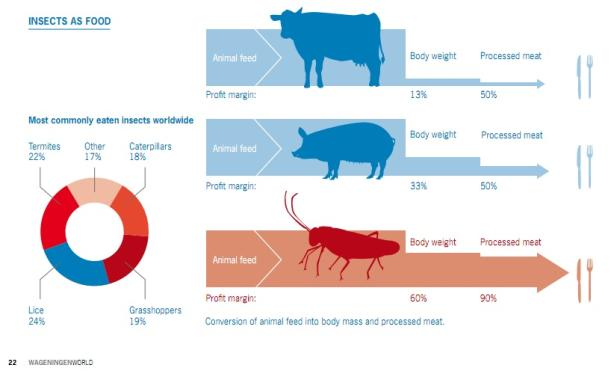 INSECTS AS FOOD
Animal feed
Body weight
Processed meat
Profit margin:
13%
50%
Most commonly eaten insects worldwide
Termites
22%
Other
17%
Caterpillars
18%
Lice
24%
Grasshoppers
19%
Animal feed
Body weight
Processed meat
Profit margin:
33%
50%
Animal feed
Body weight
Processed meat
Profit margin:
60%
90%
Conversion of animal feed into body mass and processed meat.
22 WAGENINGENWORLD